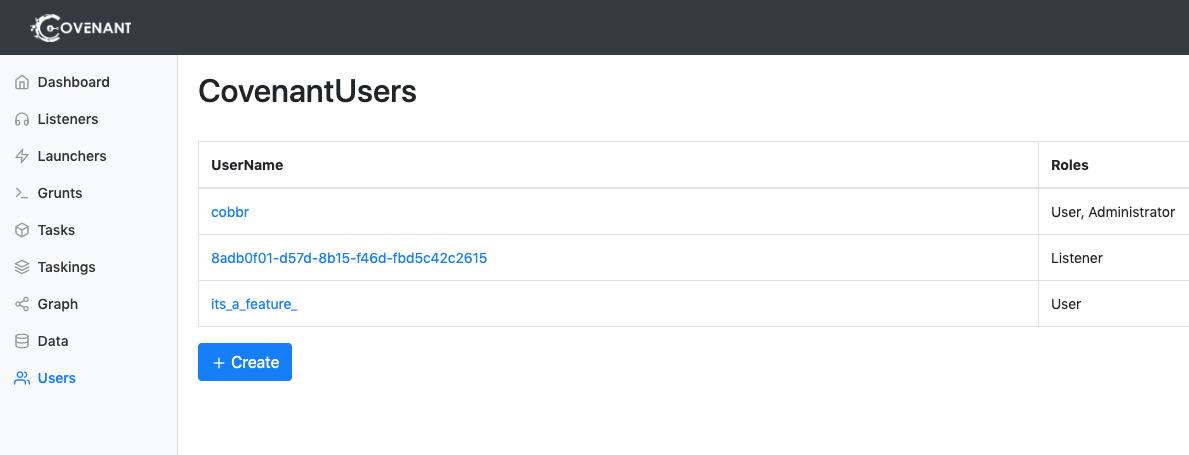 COVENANT
Dashboard
Listeners
Launchers
Grunts
Tasks
Taskings
Graph
Data
Users
CovenantUsers
UserName Roles
cobbr User, Administrator
8adb0f01-d57d-8b15-f46d-fbd5c42c2615 Listener
its_a_feature_ User
+ Create